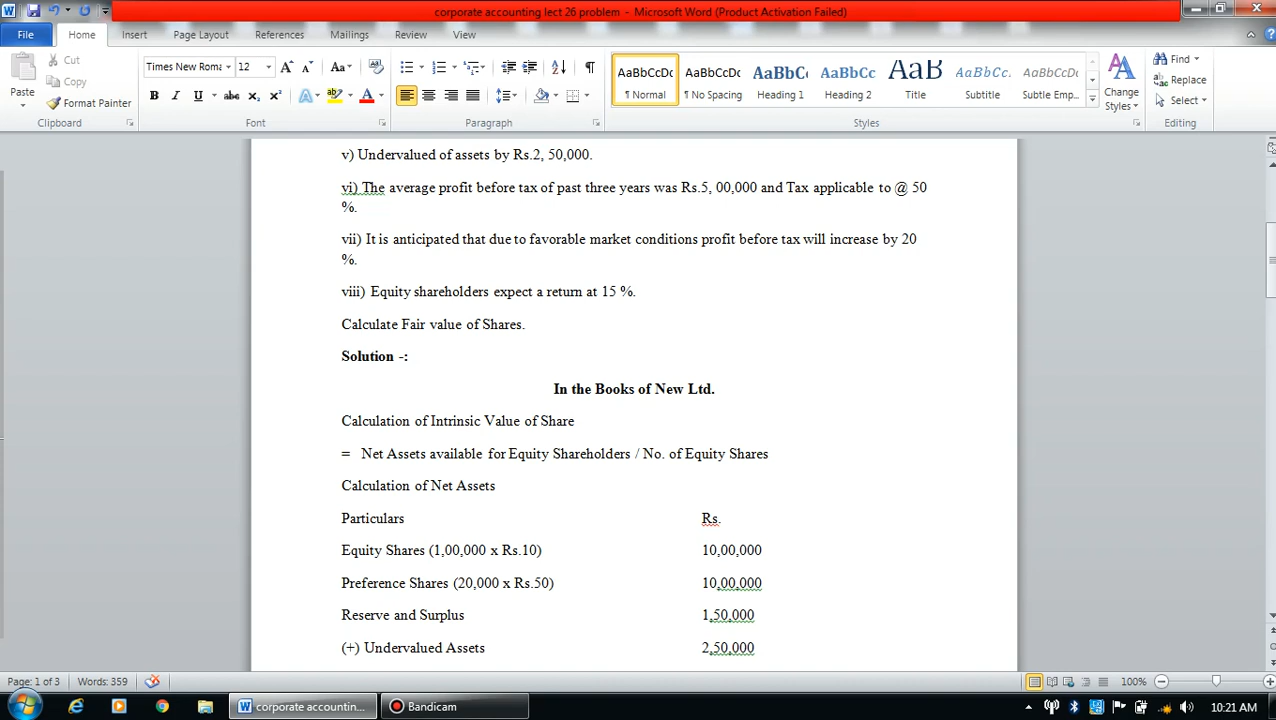 corporate accounting lect 26 problem - Microsoft Word (Product Activation Failed)
File Home Insert Page Layout References Mailings Review View
Paste
Cut
Copy
Format Painter
Clipboard
Times New Roma 12
Font
Paragraph
AaBbCcDc AaBbCcDc AaBbC AaBbCc AaB AaBbCc. AaBbCcDc
¶ Normal ¶ No Spacing Heading 1 Heading 2 Title Subtitle Subtle Emp...
Change Styles
Styles
Find
Replace
Select
Editing
v) Undervalued of assets by Rs.2, 50,000.
vi) The average profit before tax of past three years was Rs.5, 00,000 and Tax applicable to @ 50
%.
vii) It is anticipated that due to favorable market conditions profit before tax will increase by 20
%.
viii) Equity shareholders expect a return at 15 %.
Calculate Fair value of Shares.
Solution -:
In the Books of New Ltd.
Calculation of Intrinsic Value of Share
= Net Assets available for Equity Shareholders / No. of Equity Shares
Calculation of Net Assets
Particulars Rs.
Equity Shares (1,00,000 x Rs.10) 10,00,000
Preference Shares (20,000 x Rs.50) 10,00,000
Reserve and Surplus 1,50,000
(+) Undervalued Assets 2,50,000
Page: 1 of 3 Words: 359 100%
corporate accountin... Bandicam 10:21 AM